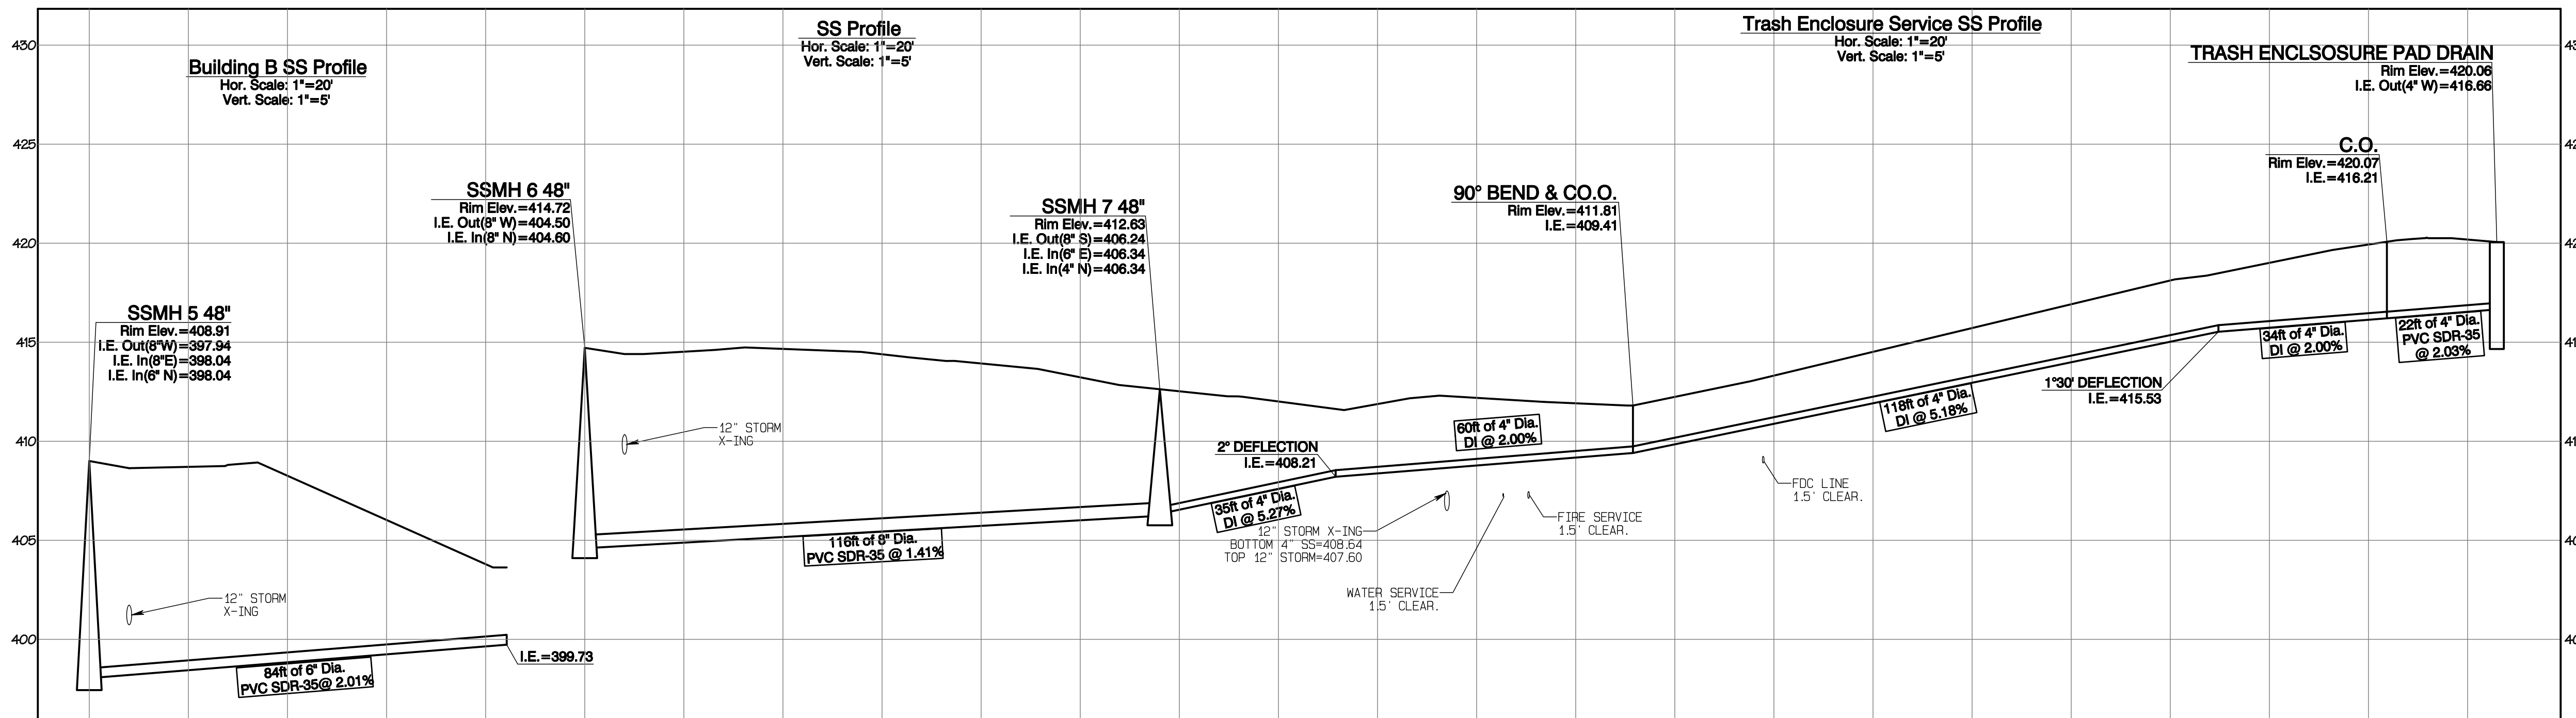 SS Profile
Hor. Scale: 1"=20'
Vert. Scale: 1"=5'
Trash Enclosure Service SS Profile
Hor. Scale: 1"=20'
Vert. Scale: 1"=5'
Building B SS Profile
Hor. Scale: 1"=20'
Vert. Scale: 1"=5'
430
425
420
415
410
405
400
TRASH ENCLSOSURE PAD DRAIN
Rim Elev.=420.06
I.E. Out(4" W)=416.66
C.O.
Rim Elev.=420.07
I.E.=416.21
SSMH 5 48"
Rim Elev.=408.91
I.E. Out(8"W)=397.94
I.E. In(8"E)=398.04
I.E. In(6" N)=398.04
SSMH 6 48"
Rim Elev.=414.72
I.E. Out(8" W)=404.50
I.E. In(8" N)=404.60
SSMH 7 48"
Rim Elev.=412.63
I.E. Out(8" S)=406.24
I.E. In(6" E)=406.34
I.E. In(4" N)=406.34
90° BEND & CO.O.
Rim Elev.=411.81
I.E.=409.41
12" STORM
X-ING
84ft of 6" Dia.
PVC SDR-35@ 2.01%
I.E.=399.73
12" STORM
X-ING
116ft of 8" Dia.
PVC SDR-35 @ 1.41%
2° DEFLECTION
I.E.=408.21
35ft of 4" Dia.
DI @ 5.27%
60ft of 4" Dia.
DI @ 2.00%
12" STORM X-ING
BOTTOM 4" SS=408.64
TOP 12" STORM=407.60
WATER SERVICE
1.5' CLEAR.
FIRE SERVICE
1.5' CLEAR.
FDC LINE
1.5' CLEAR.
118ft of 4" Dia.
DI @ 5.18%
1°30' DEFLECTION
I.E.=415.53
34ft of 4" Dia.
DI @ 2.00%
22ft of 4" Dia.
PVC SDR-35
@ 2.03%